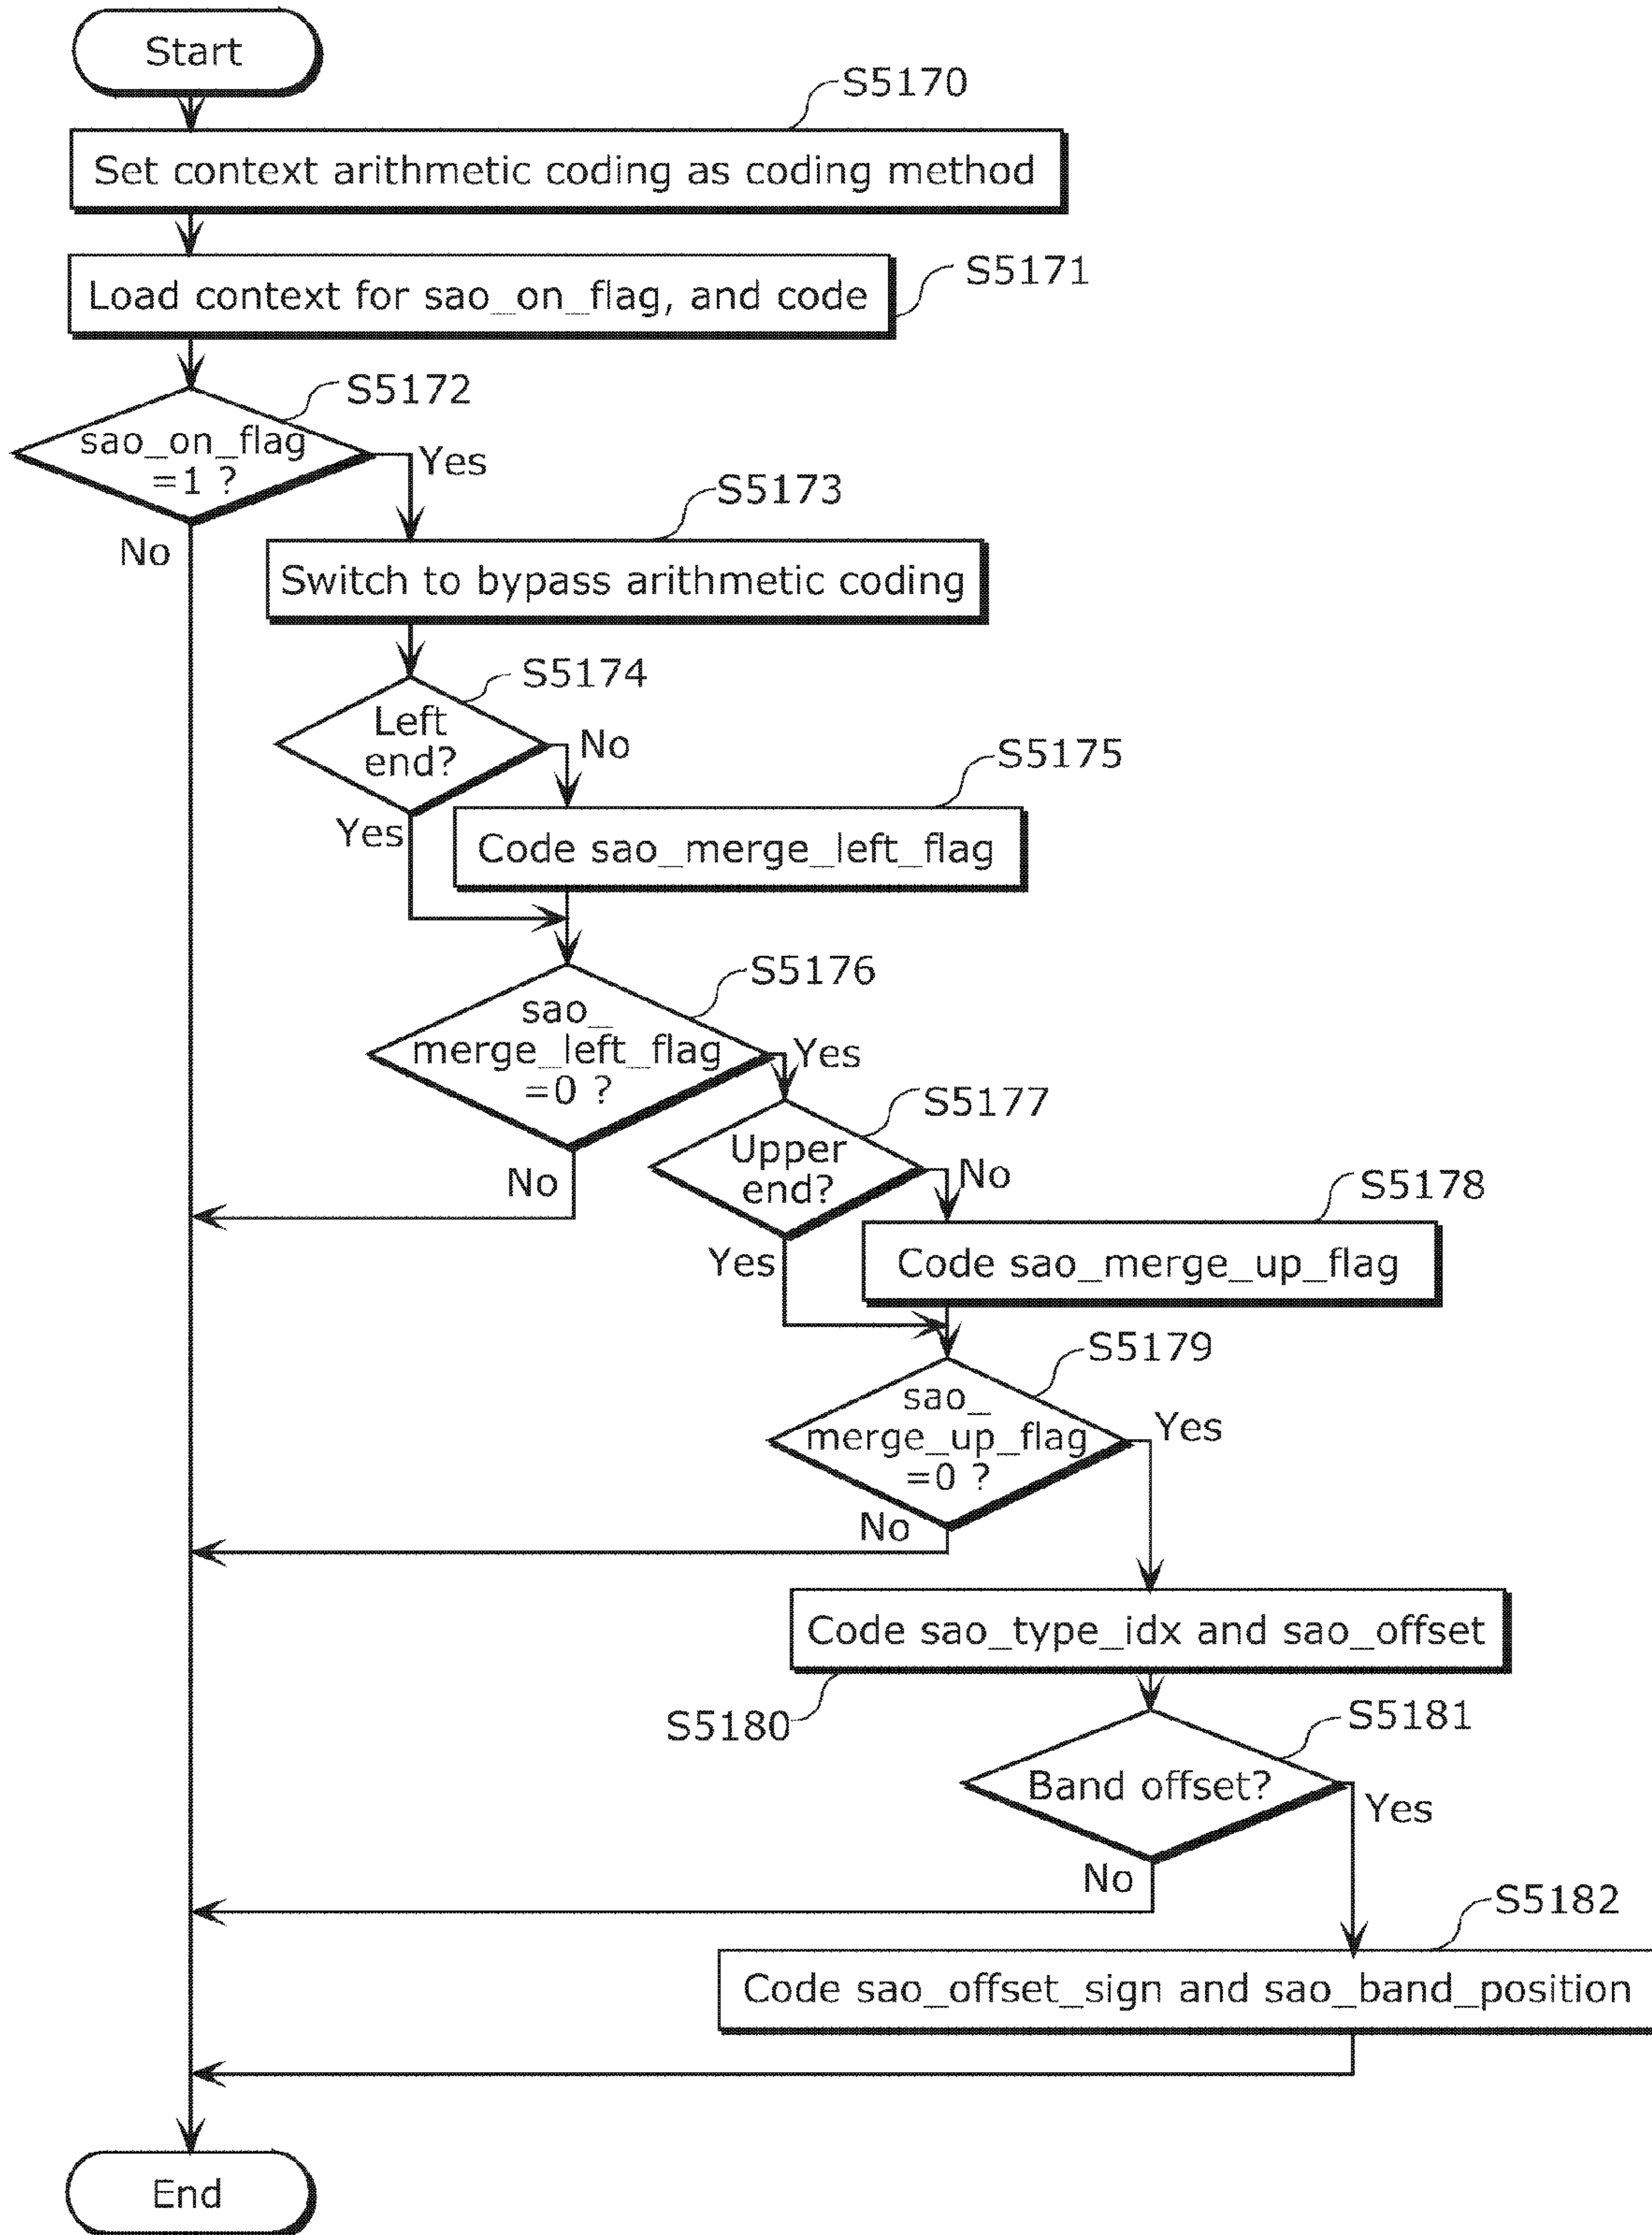 Start
S5170
Set context arithmetic coding as coding method
S5171
Load context for sao_on_flag, and code
S5172
sao_on_flag
=1 ?
Yes
No
S5173
Switch to bypass arithmetic coding
S5174
Left
end?
No
Yes
S5175
Code sao_merge_left_flag
S5176
sao_
merge_left_flag
=0 ?
Yes
No
S5177
Upper
end?
No
Yes
S5178
Code sao_merge_up_flag
S5179
sao_
merge_up_flag
=0 ?
Yes
No
Code sao_type_idx and sao_offset
S5180
S5181
Band offset?
Yes
No
S5182
Code sao_offset_sign and sao_band_position
End